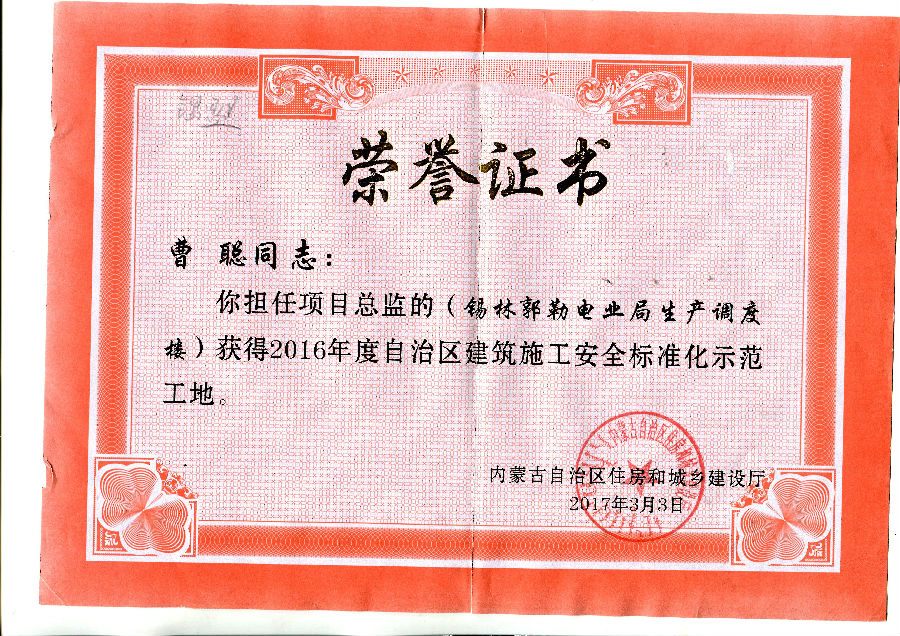 荣誉证书
曹 聪同志：
你担任项目总监的（锡林郭勒电业局生产调度
楼）获得2016年度自治区建筑施工安全标准化示范
工地。
内蒙古自治区住房和城乡建设厅
2017年3月3日